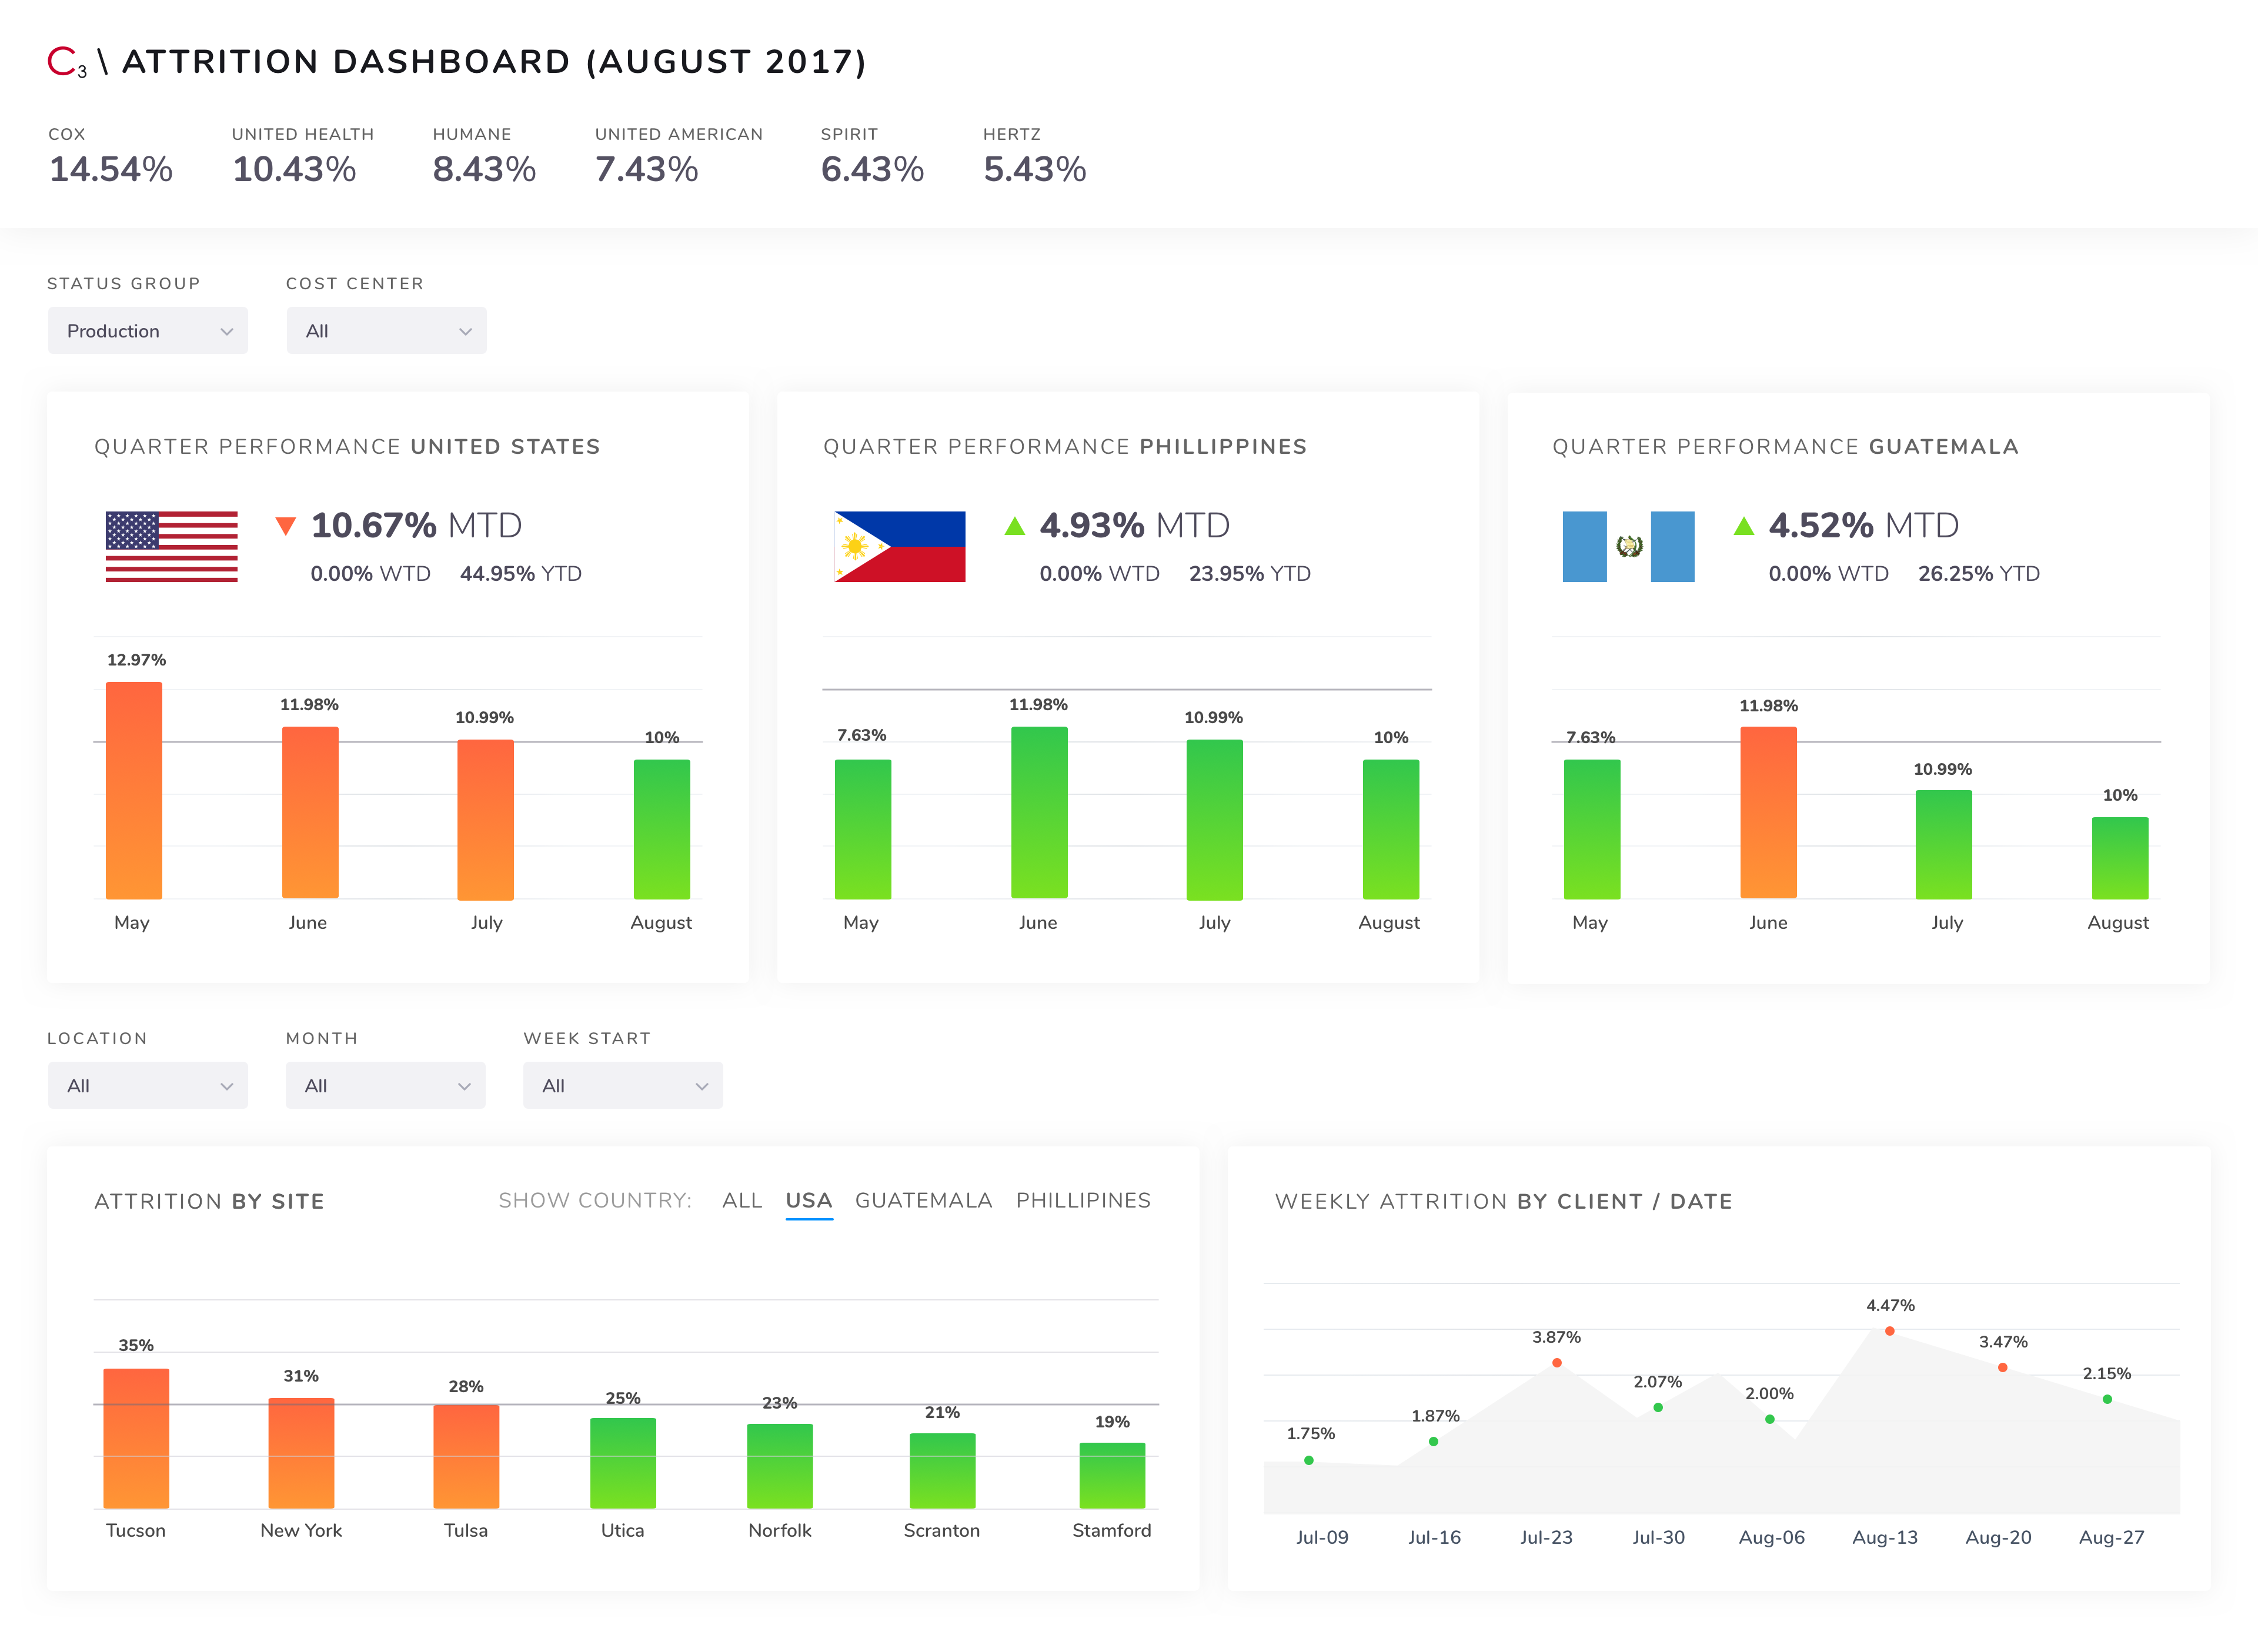 C3 \ ATTRITION DASHBOARD (AUGUST 2017)
COX UNITED HEALTH HUMANE UNITED AMERICAN SPIRIT HERTZ
14.54% 10.43% 8.43% 7.43% 6.43% 5.43%
STATUS GROUP COST CENTER
Production All
QUARTER PERFORMANCE UNITED STATES
10.67% MTD
0.00% WTD 44.95% YTD
12.97%
11.98%
10.99%
10%
May June July August
QUARTER PERFORMANCE PHILLIPPINES
4.93% MTD
0.00% WTD 23.95% YTD
7.63%
11.98%
10.99%
10%
May June July August
QUARTER PERFORMANCE GUATEMALA
4.52% MTD
0.00% WTD 26.25% YTD
7.63%
11.98%
10.99%
10%
May June July August
LOCATION MONTH WEEK START
All All All
ATTRITION BY SITE SHOW COUNTRY: ALL USA GUATEMALA PHILLIPINES
35%
31%
28%
25%
23%
21%
19%
Tucson New York Tulsa Utica Norfolk Scranton Stamford
WEEKLY ATTRITION BY CLIENT / DATE
1.75%
1.87%
3.87%
2.07%
2.00%
4.47%
3.47%
2.15%
Jul-09 Jul-16 Jul-23 Jul-30 Aug-06 Aug-13 Aug-20 Aug-27